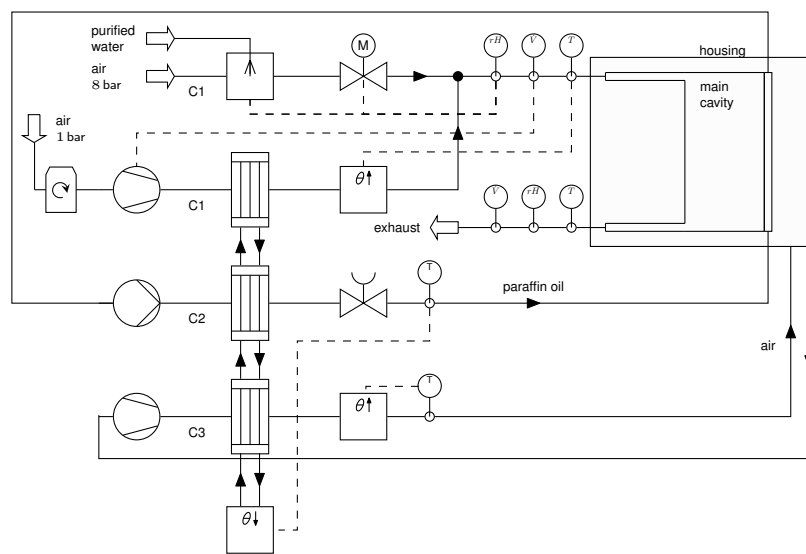 purified
water
air
8 bar
C1
M
rH
V
T
housing
main
cavity
air
1 bar
C1
θ
V
rH
T
exhaust
T
C2
paraffin oil
air
T
θ
C3
θ